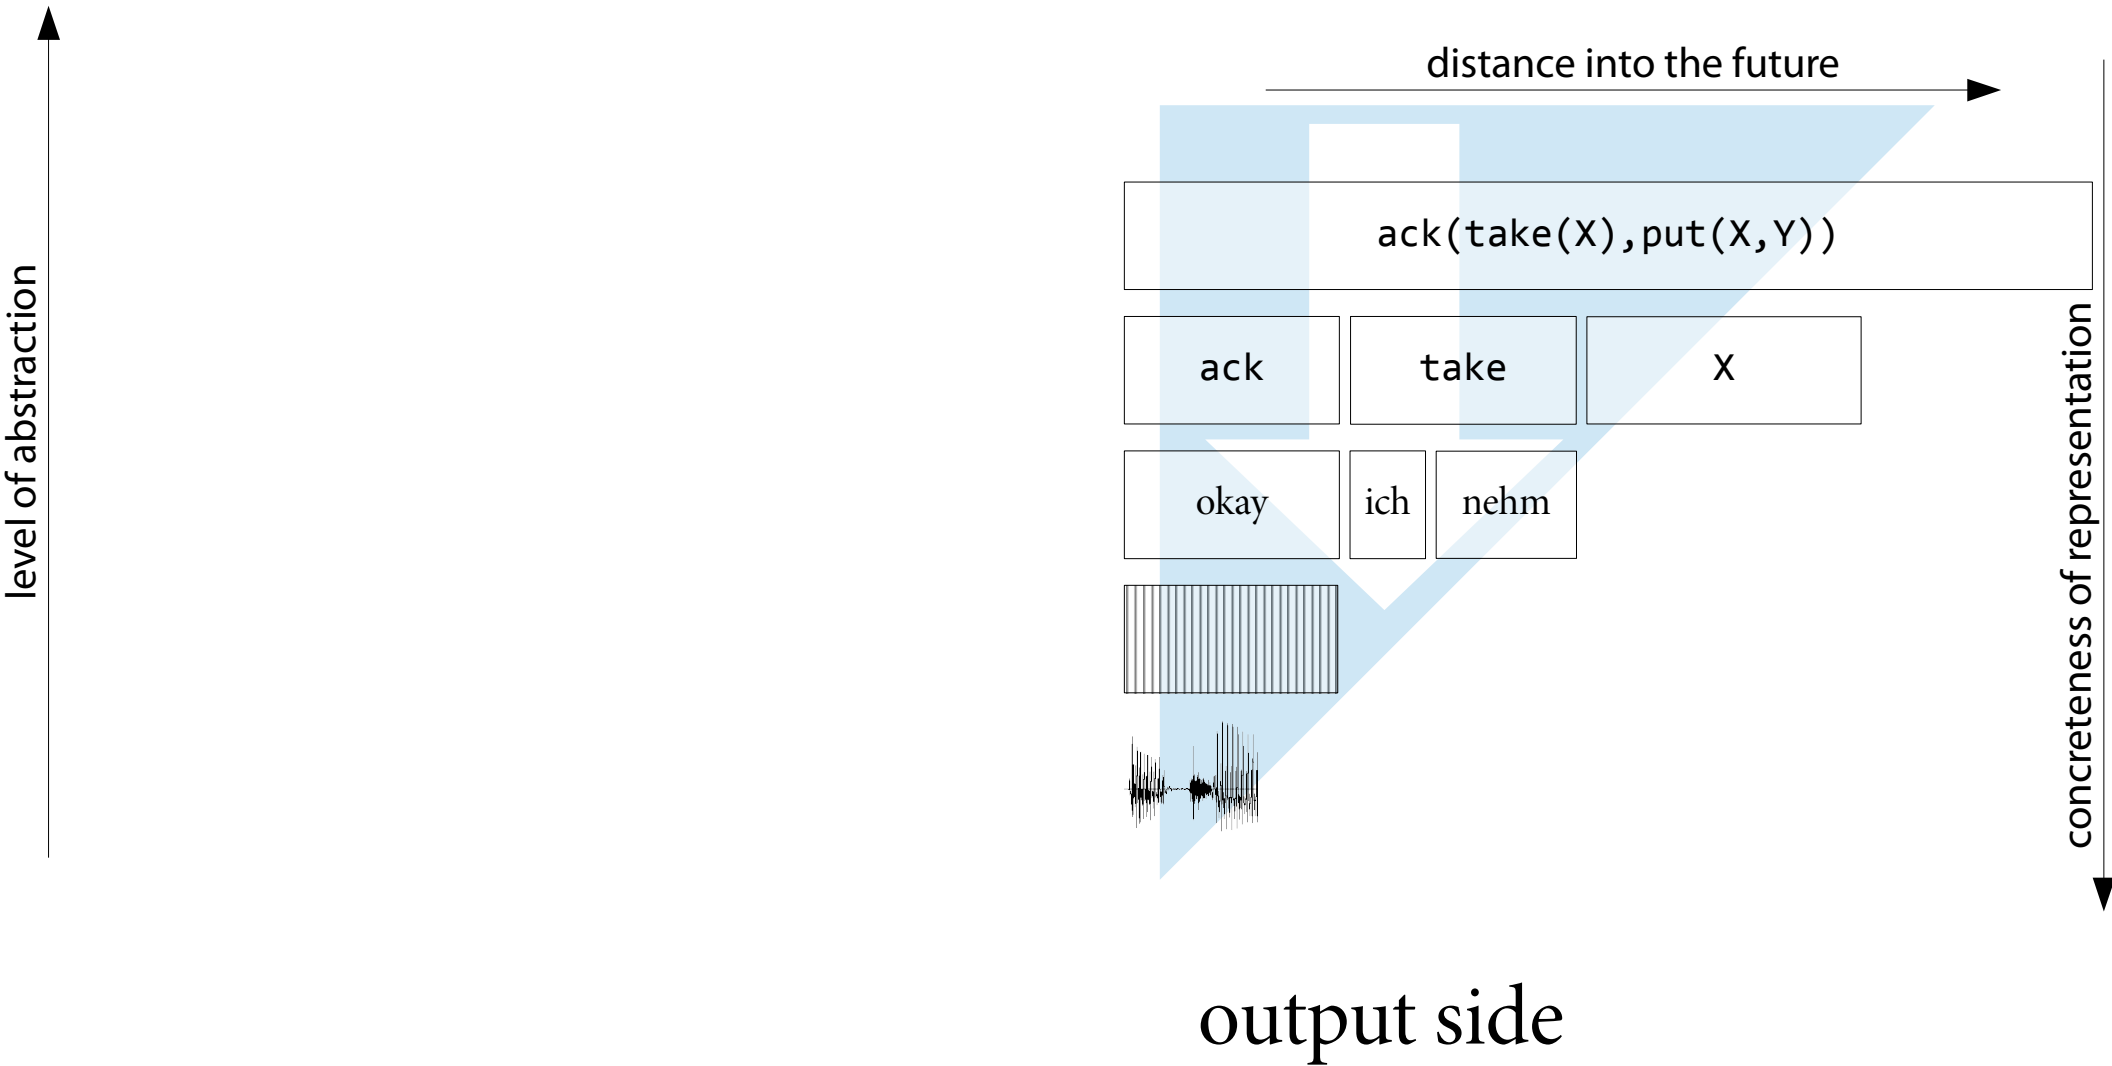 distance into the future
ack(take(X),put(X,Y))
ack
take
X
okay
ich
nehm
level of abstraction
concreteness of representation
output side